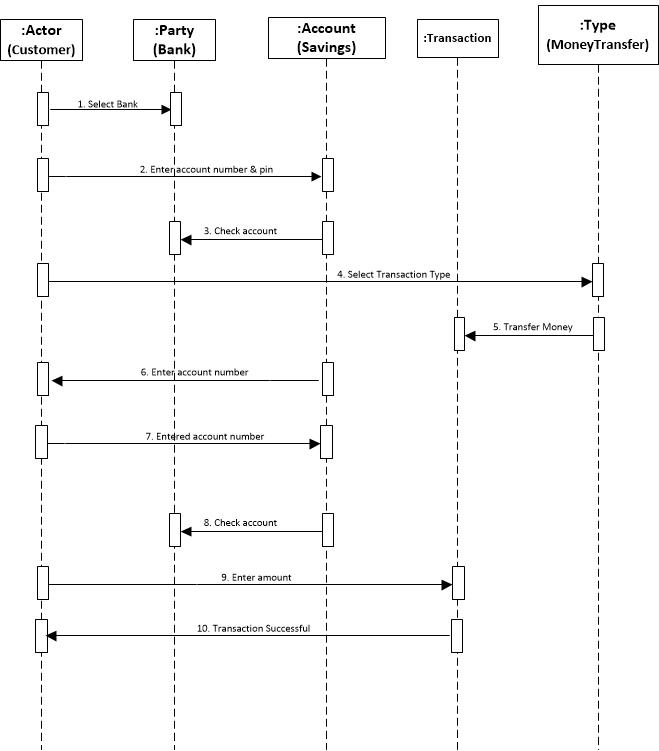 :Actor
(Customer)
:Party
(Bank)
:Account
(Savings)
:Transaction
:Type
(MoneyTransfer)
1. Select Bank
2. Enter account number & pin
3. Check account
4. Select Transaction Type
5. Transfer Money
6. Enter account number
7. Entered account number
8. Check account
9. Enter amount
10. Transaction Successful